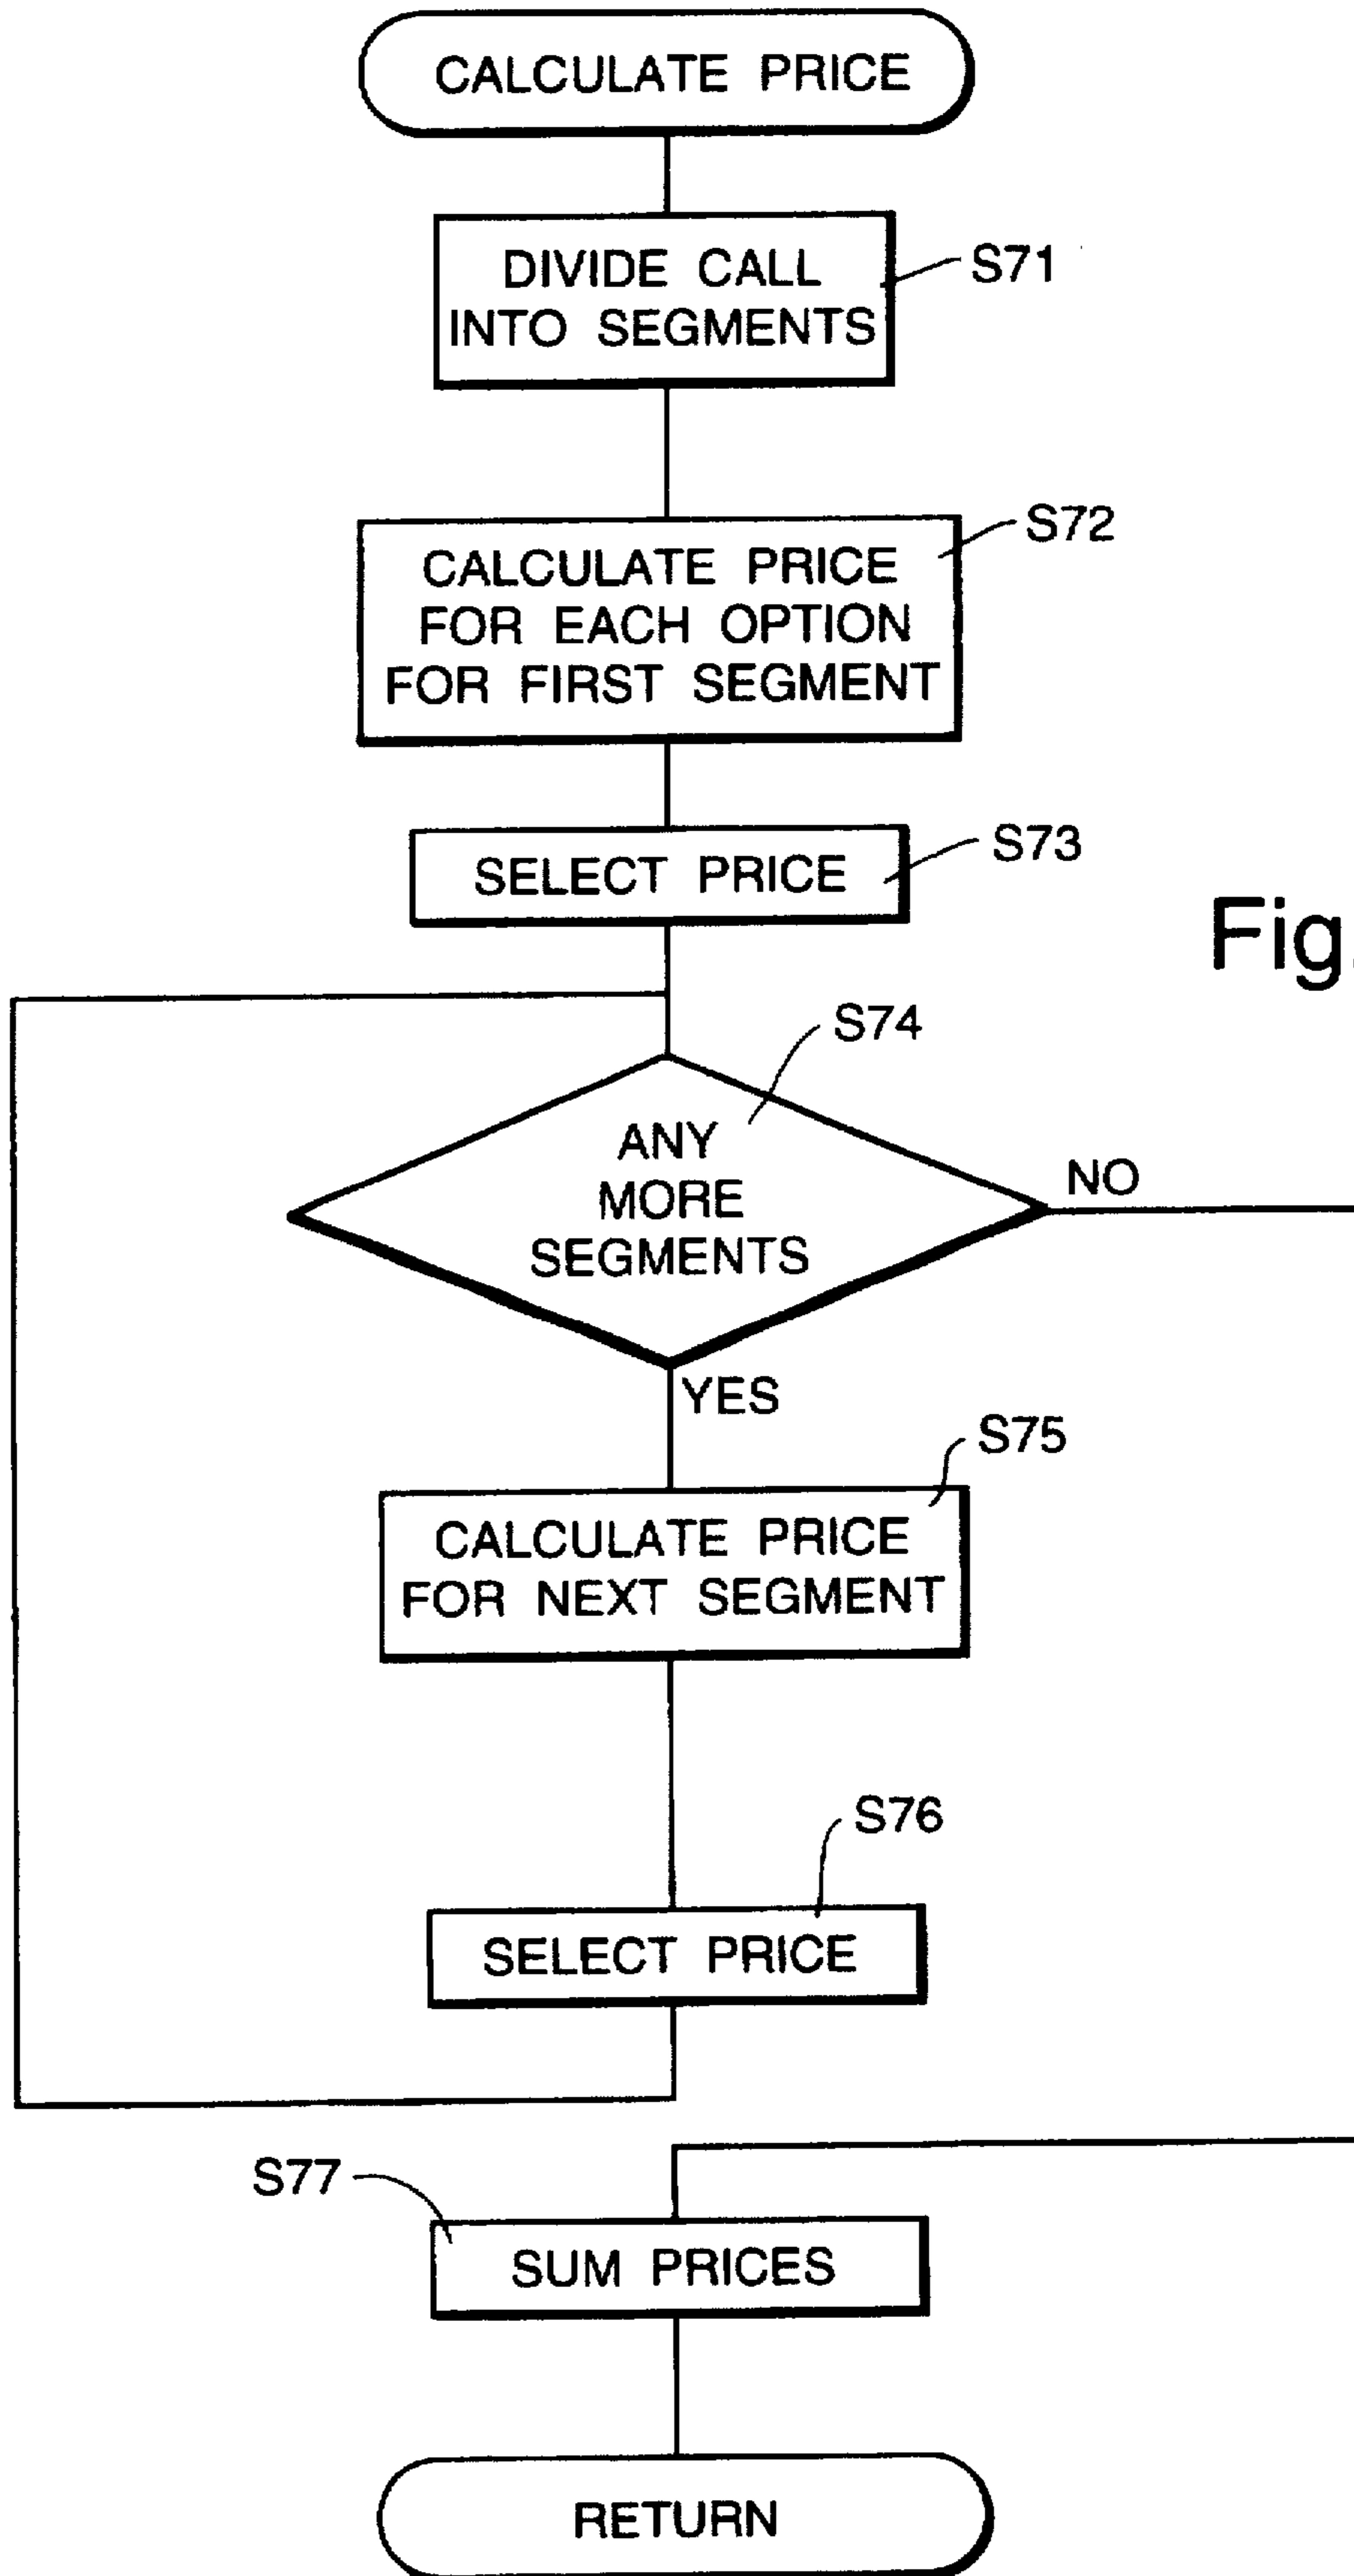 CALCULATE PRICE
DIVIDE CALL
INTO SEGMENTS
S71
CALCULATE PRICE
FOR EACH OPTION
FOR FIRST SEGMENT
S72
SELECT PRICE
S73
Fig.
S74
ANY
MORE
SEGMENTS
NO
YES
S75
CALCULATE PRICE
FOR NEXT SEGMENT
S76
SELECT PRICE
S77
SUM PRICES
RETURN